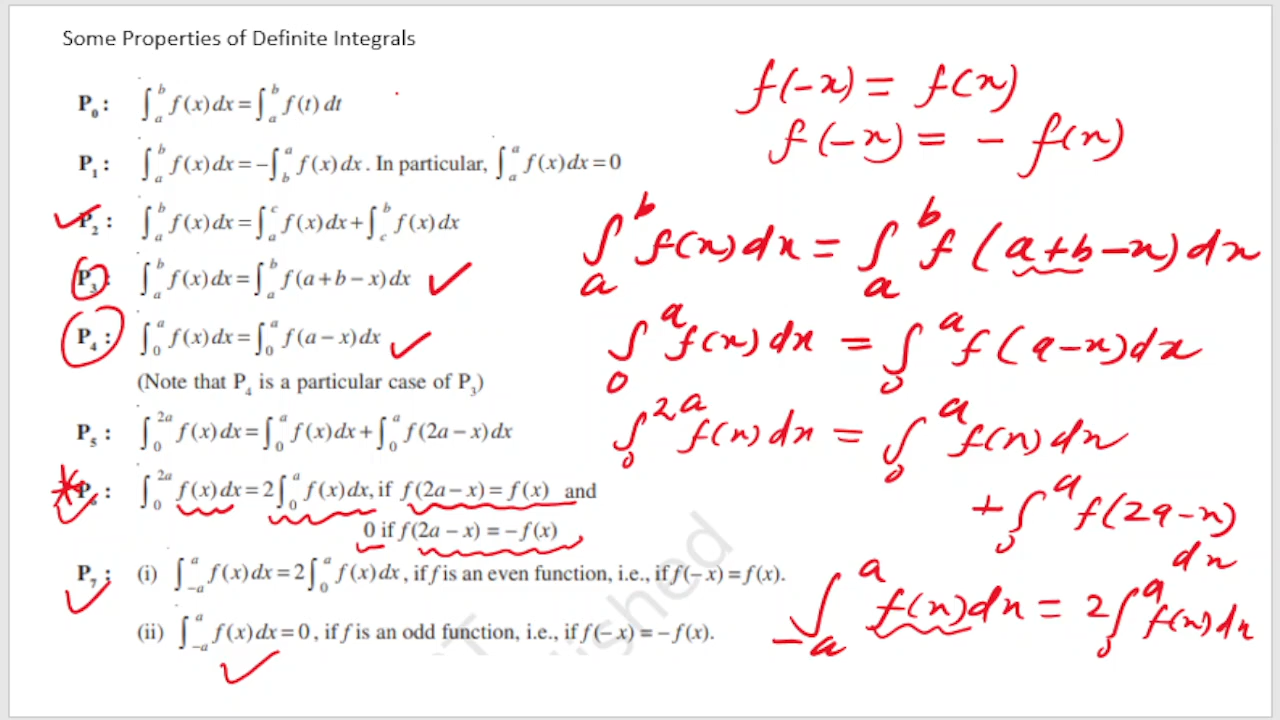 Some Properties of Definite Integrals
P₀ : ∫ₐᵇ f(x) dx = ∫ₐᵇ f(t) dt
P₁ : ∫ₐᵇ f(x) dx = –∫_b^a f(x) dx . In particular, ∫ₐᵃ f(x) dx = 0
P₂ : ∫ₐᵇ f(x) dx = ∫ₐᶜ f(x) dx + ∫_c^b f(x) dx
P₃ : ∫ₐᵇ f(x) dx = ∫ₐᵇ f(a + b – x) dx
P₄ : ∫₀ᵃ f(x) dx = ∫₀ᵃ f(a – x) dx
(Note that P₄ is a particular case of P₃)
P₅ : ∫₀²ᵃ f(x) dx = ∫₀ᵃ f(x) dx + ∫₀ᵃ f(2a – x) dx
P₆ : ∫₀²ᵃ f(x) dx = 2∫₀ᵃ f(x) dx, if f(2a – x) = f(x) and
0 if f(2a – x) = – f(x)
P₇ : (i) ∫₋ₐᵃ f(x) dx = 2∫₀ᵃ f(x) dx , if f is an even function, i.e., if f(– x) = f(x).
(ii) ∫₋ₐᵃ f(x) dx = 0 , if f is an odd function, i.e., if f(– x) = – f(x).
f(-x) = f(x)
f(-x) = - f(x)
∫ₐᵇ f(x) dx = ∫ₐᵇ f(a+b-x) dx
∫₀ᵃ f(x) dx = ∫₀ᵃ f(a-x) dx
∫₀²ᵃ f(x) dx = ∫₀ᵃ f(x) dx
+ ∫₀ᵃ f(2a-x)
dx
∫₋ₐᵃ f(x) dx = 2∫₀ᵃ f(x) dx